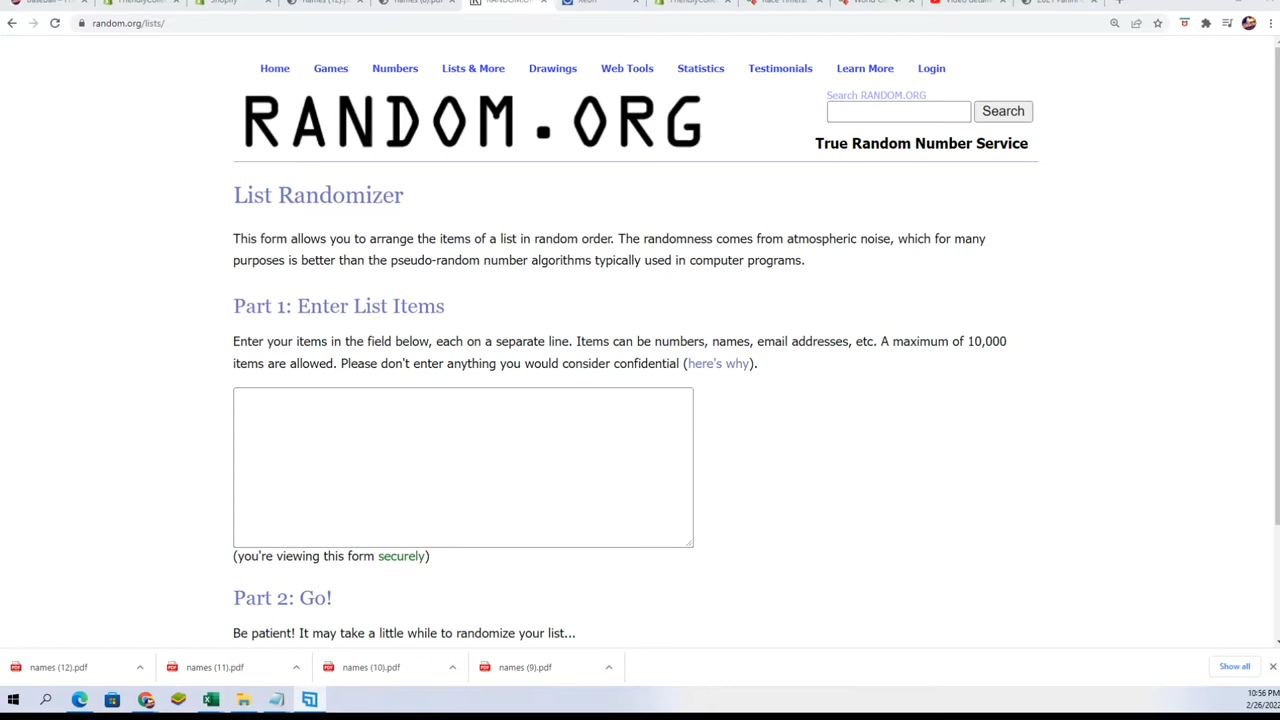 random.org/lists/
Home Games Numbers Lists & More Drawings Web Tools Statistics Testimonials Learn More Login
RANDOM.ORG
Search RANDOM.ORG
Search
True Random Number Service
List Randomizer
This form allows you to arrange the items of a list in random order. The randomness comes from atmospheric noise, which for many
purposes is better than the pseudo-random number algorithms typically used in computer programs.
Part 1: Enter List Items
Enter your items in the field below, each on a separate line. Items can be numbers, names, email addresses, etc. A maximum of 10,000
items are allowed. Please don't enter anything you would consider confidential (here's why).
(you're viewing this form securely)
Part 2: Go!
Be patient! It may take a little while to randomize your list...
names (12).pdf names (11).pdf names (10).pdf names (9).pdf Show all
10:56 PM